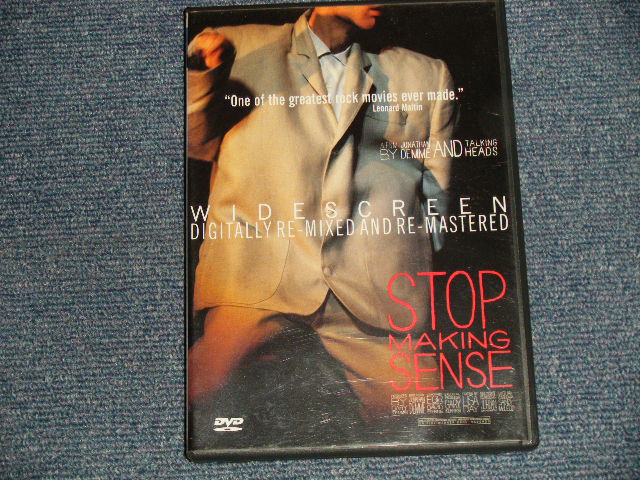 “One of the greatest rock movies ever made.”
Leonard Maltin
A FILM BY JONATHAN DEMME AND TALKING HEADS
WIDESCREEN
DIGITALLY RE-MIXED AND RE-MASTERED
STOP
MAKING
SENSE
DVD